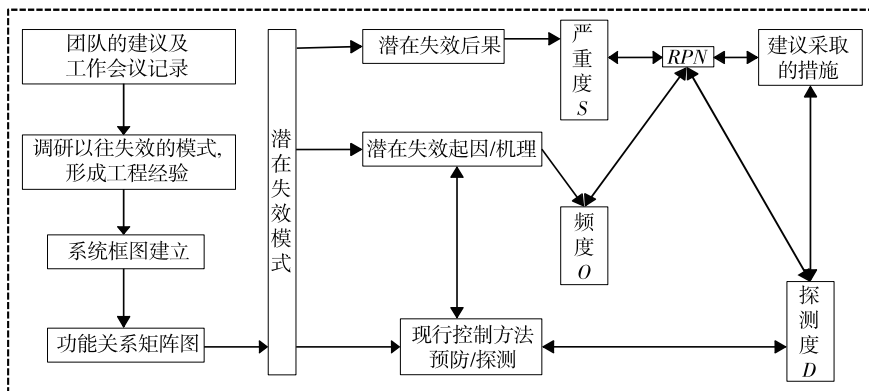 团队的建议及
工作会议记录
调研以往失效的模式,
形成工程经验
系统框图建立
功能关系矩阵图
潜在失效模式
潜在失效后果
潜在失效起因/机理
现行控制方法
预防/探测
严重度S
频度O
RPN
建议采取
的措施
探测度D